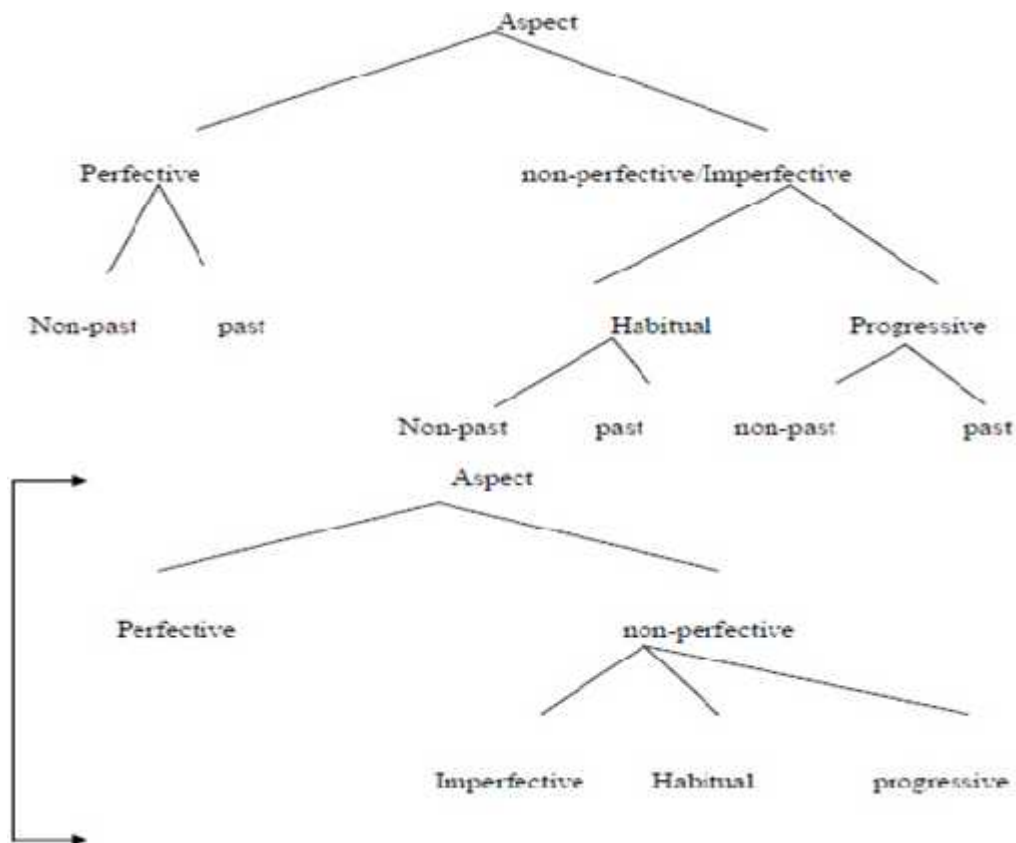 Aspect
Perfective non-perfective/Imperfective
Non-past past Habitual Progressive
Non-past past non-past past
Aspect
Perfective non-perfective
Imperfective Habitual progressive